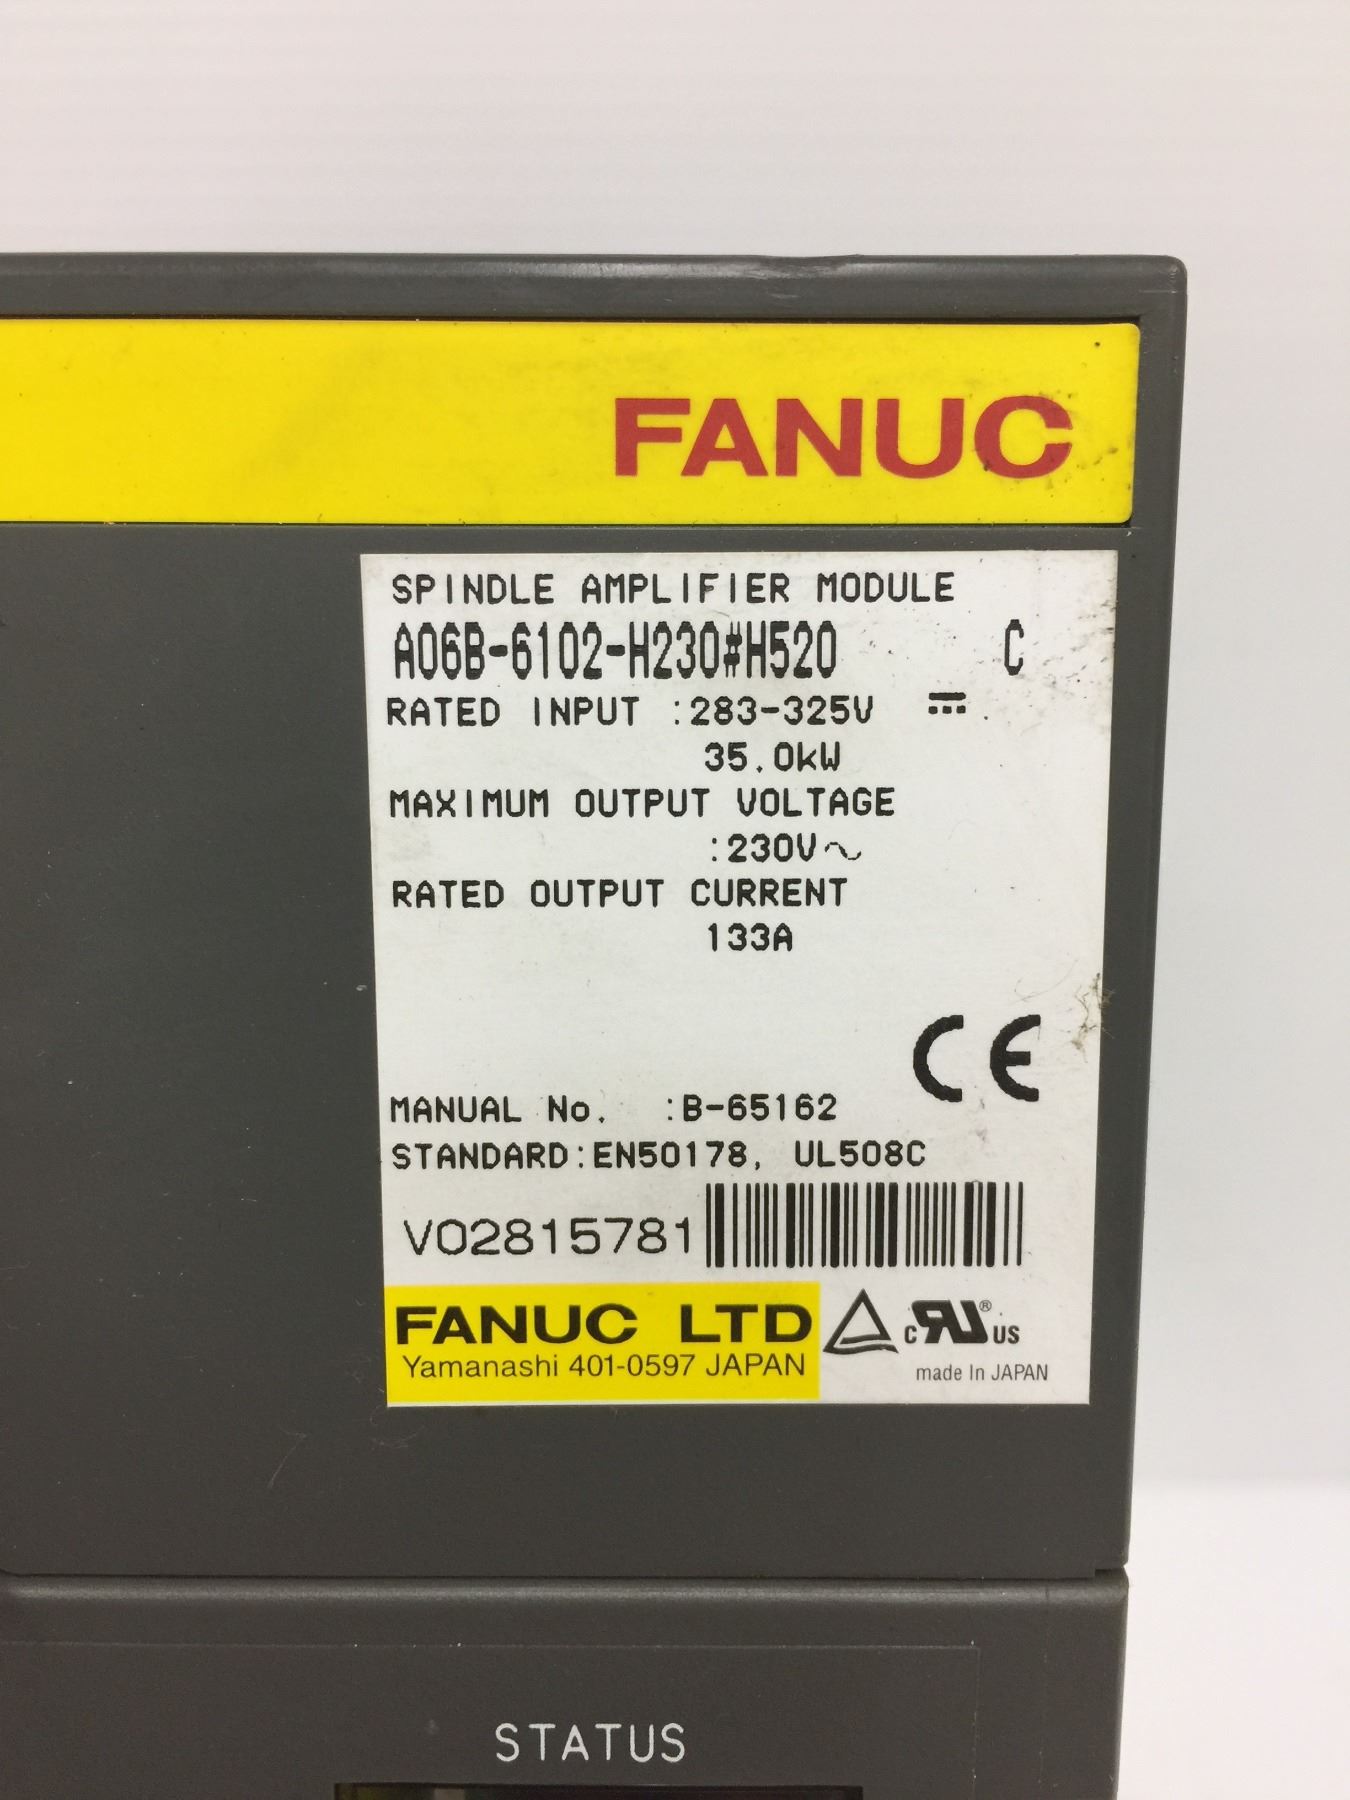 FANUC
SPINDLE AMPLIFIER MODULE
A06B-6102-H230#H520 C
RATED INPUT :283-325V ⎓
35.0kW
MAXIMUM OUTPUT VOLTAGE
:230V～
RATED OUTPUT CURRENT
133A
CE
MANUAL No. :B-65162
STANDARD:EN50178, UL508C
V02815781
FANUC LTD
Yamanashi 401-0597 JAPAN
c RU ® US
made In JAPAN
STATUS